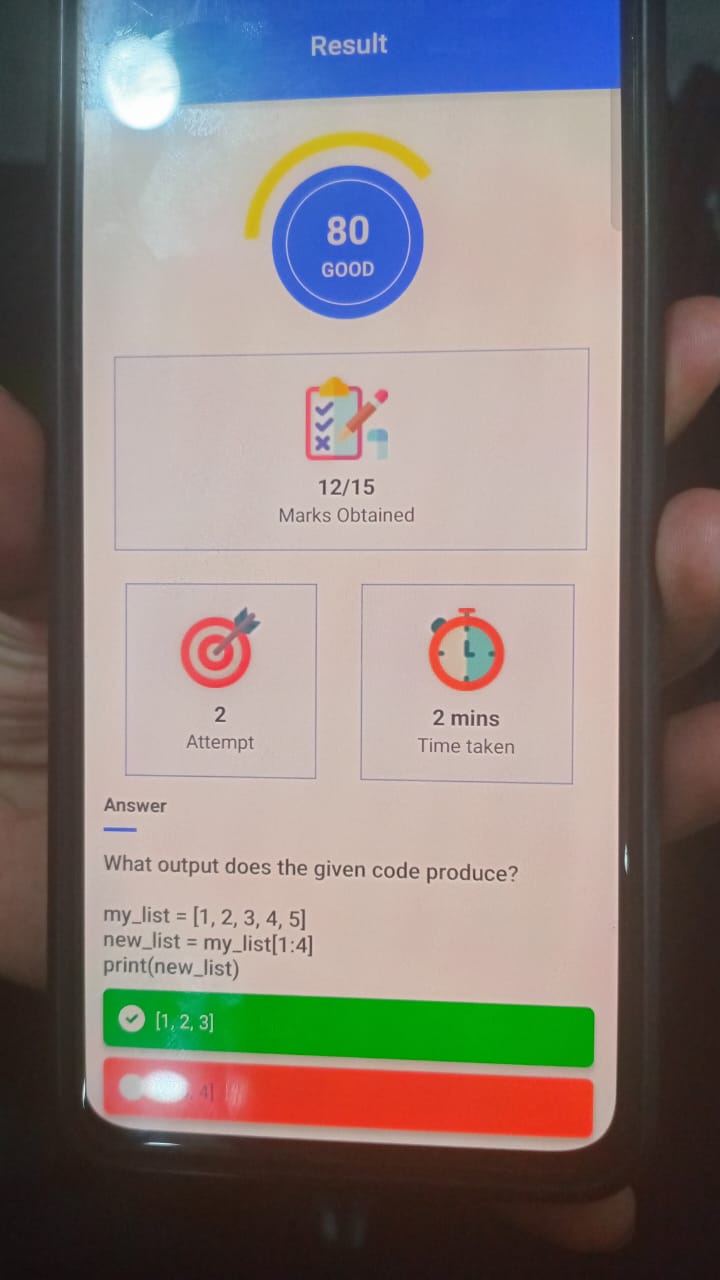 Result
80
GOOD
12/15
Marks Obtained
2
Attempt
2 mins
Time taken
Answer
What output does the given code produce?
my_list = [1, 2, 3, 4, 5]
new_list = my_list[1:4]
print(new_list)
[1, 2, 3]
4]